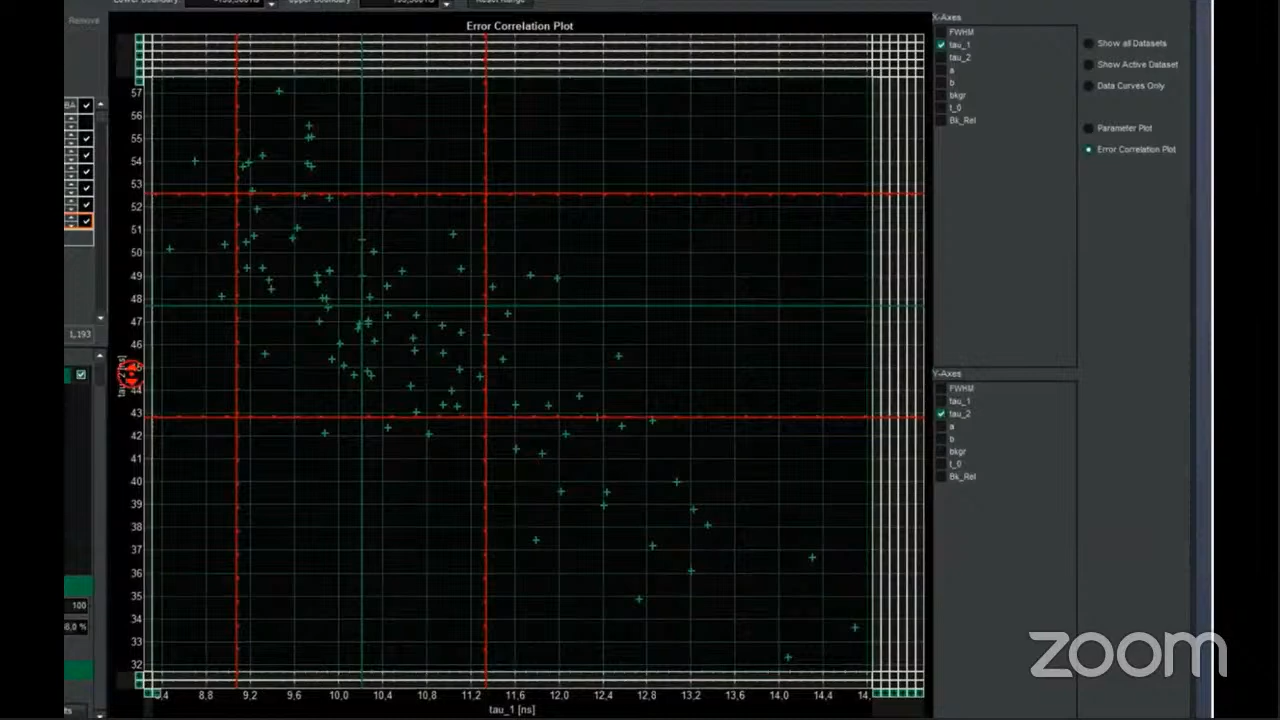 Remove
Error Correlation Plot
57
56
55
54
53
52
51
50
49
48
47
46
45
44
43
42
41
40
39
38
37
36
35
34
33
32
tau_2 [ns]
8,8
9,2
9,6
10,0
10,4
10,8
11,2
11,6
12,0
12,4
12,8
13,2
13,6
14,0
14,4
tau_1 [ns]
1,193
100
X-Axes
FWHM
tau_1
tau_2
a
b
bkgr
t_0
Bk_Rel
Show all Datasets
Show Active Dataset
Data Curves Only
Parameter Plot
Error Correlation Plot
Y-Axes
FWHM
tau_1
tau_2
a
b
bkgr
t_0
Bk_Rel
zoom